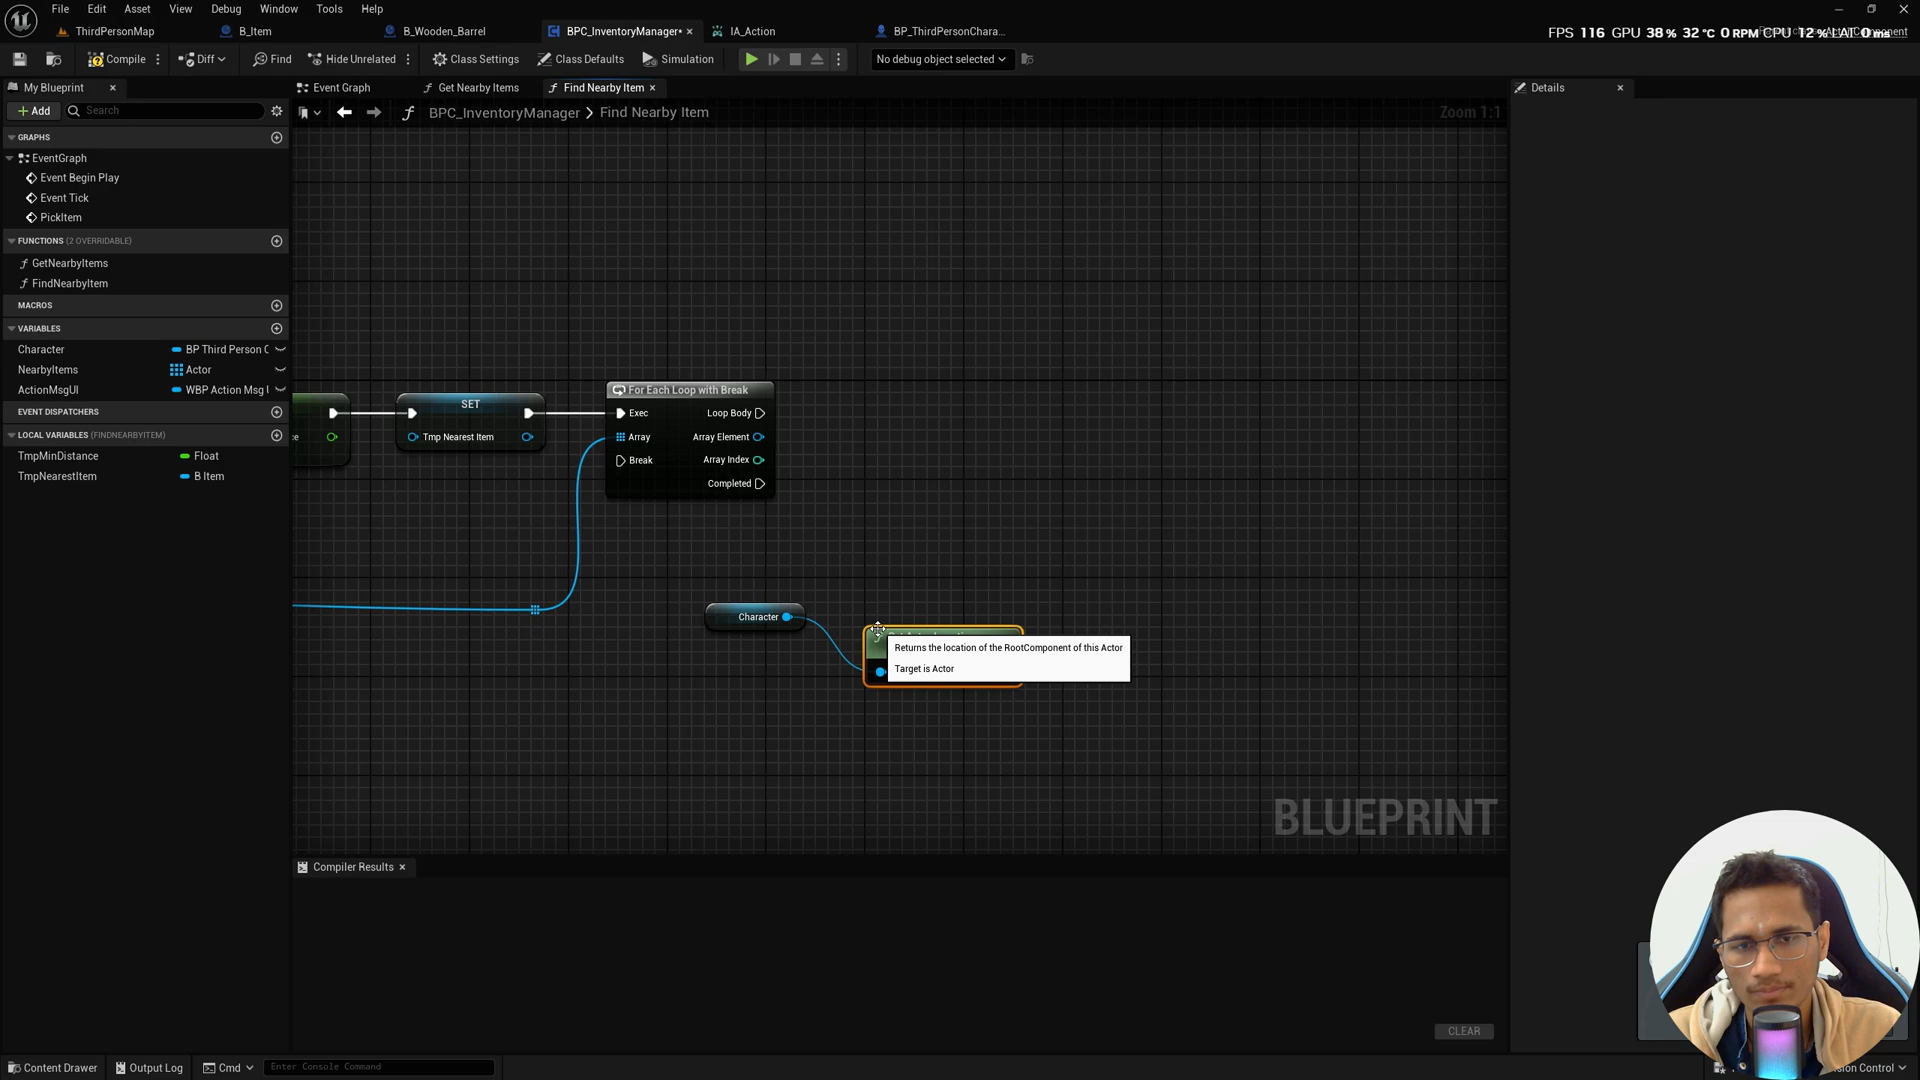 File Edit Asset View Debug Window Tools Help
ThirdPersonMap B_Item B_Wooden_Barrel BPC_InventoryManager• IA_Action BP_ThirdPersonChara...
FPS 116 GPU 38 % 32 °C 0 RPM CPU 12 % LAT 0 ms
Compile Diff Find Hide Unrelated Class Settings Class Defaults Simulation No debug object selected
My Blueprint Event Graph Get Nearby Items Find Nearby Item Details
Add Search BPC_InventoryManager > Find Nearby Item Zoom 1:1
GRAPHS
EventGraph
Event Begin Play
Event Tick
PickItem
FUNCTIONS (2 OVERRIDABLE)
GetNearbyItems
FindNearbyItem
MACROS
VARIABLES
Character BP Third Person C
NearbyItems Actor
ActionMsgUI WBP Action Msg
EVENT DISPATCHERS
LOCAL VARIABLES (FINDNEARBYITEM)
TmpMinDistance Float
TmpNearestItem B Item
SET
Tmp Nearest Item
For Each Loop with Break
Exec Loop Body
Array Array Element
Break Array Index
Completed
Character
Returns the location of the RootComponent of this Actor
Target is Actor
BLUEPRINT
Compiler Results
CLEAR
Content Drawer Output Log Cmd Enter Console Command
Control